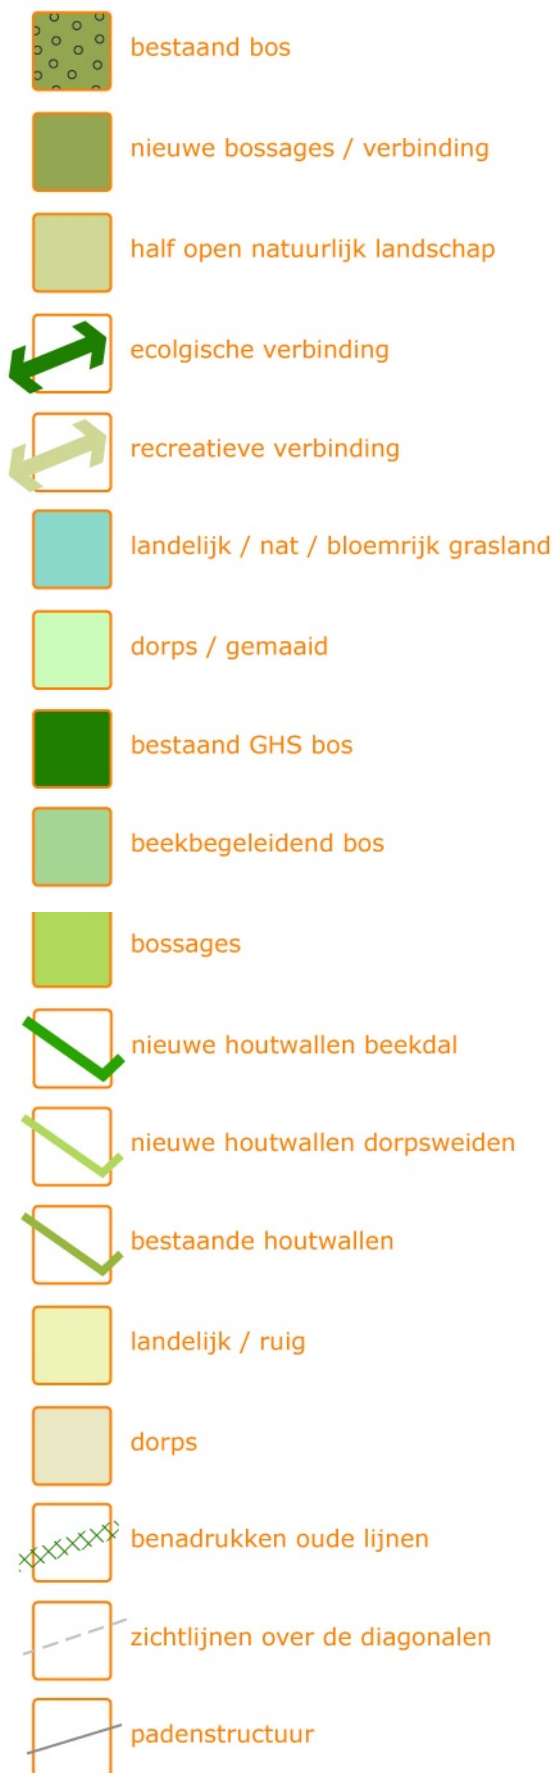 bestaand bos
nieuwe bossages / verbinding
half open natuurlijk landschap
ecolgische verbinding
recreatieve verbinding
landelijk / nat / bloemrijk grasland
dorps / gemaaid
bestaand GHS bos
beekbegeleidend bos
bossages
nieuwe houtwallen beekdal
nieuwe houtwallen dorpsweiden
bestaande houtwallen
landelijk / ruig
dorps
benadrukken oude lijnen
zichtlijnen over de diagonalen
padenstructuur